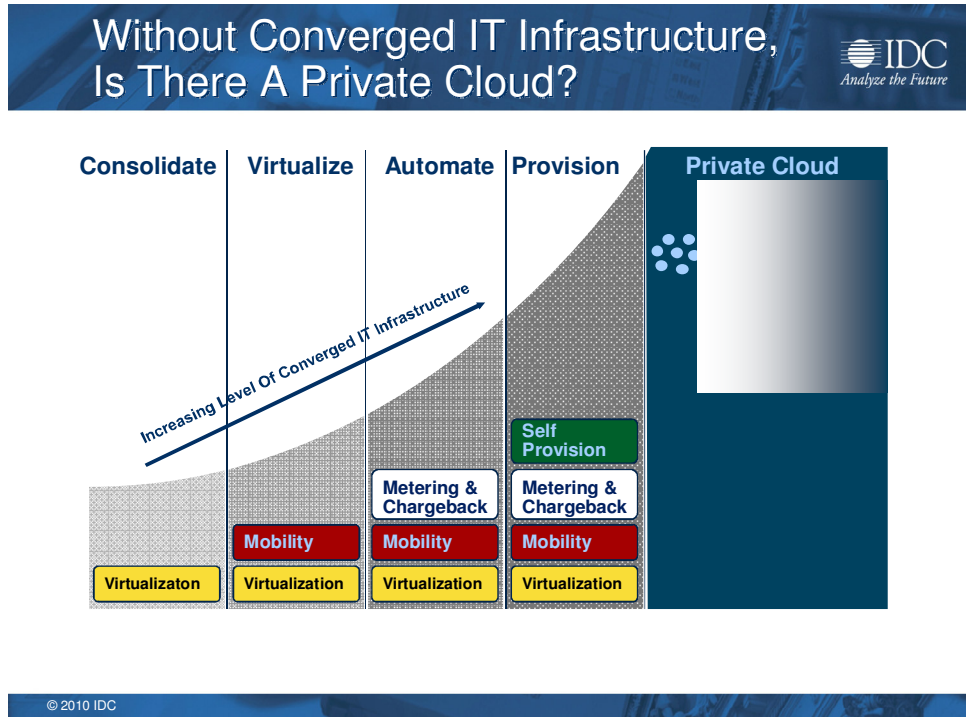 Without Converged IT Infrastructure,
Is There A Private Cloud?
IDC
Analyze the Future
Consolidate
Virtualize
Automate
Provision
Private Cloud
Increasing Level Of Converged IT Infrastructure
Self
Provision
Metering &
Chargeback
Metering &
Chargeback
Mobility
Mobility
Mobility
Virtualizaton
Virtualization
Virtualization
Virtualization
© 2010 IDC